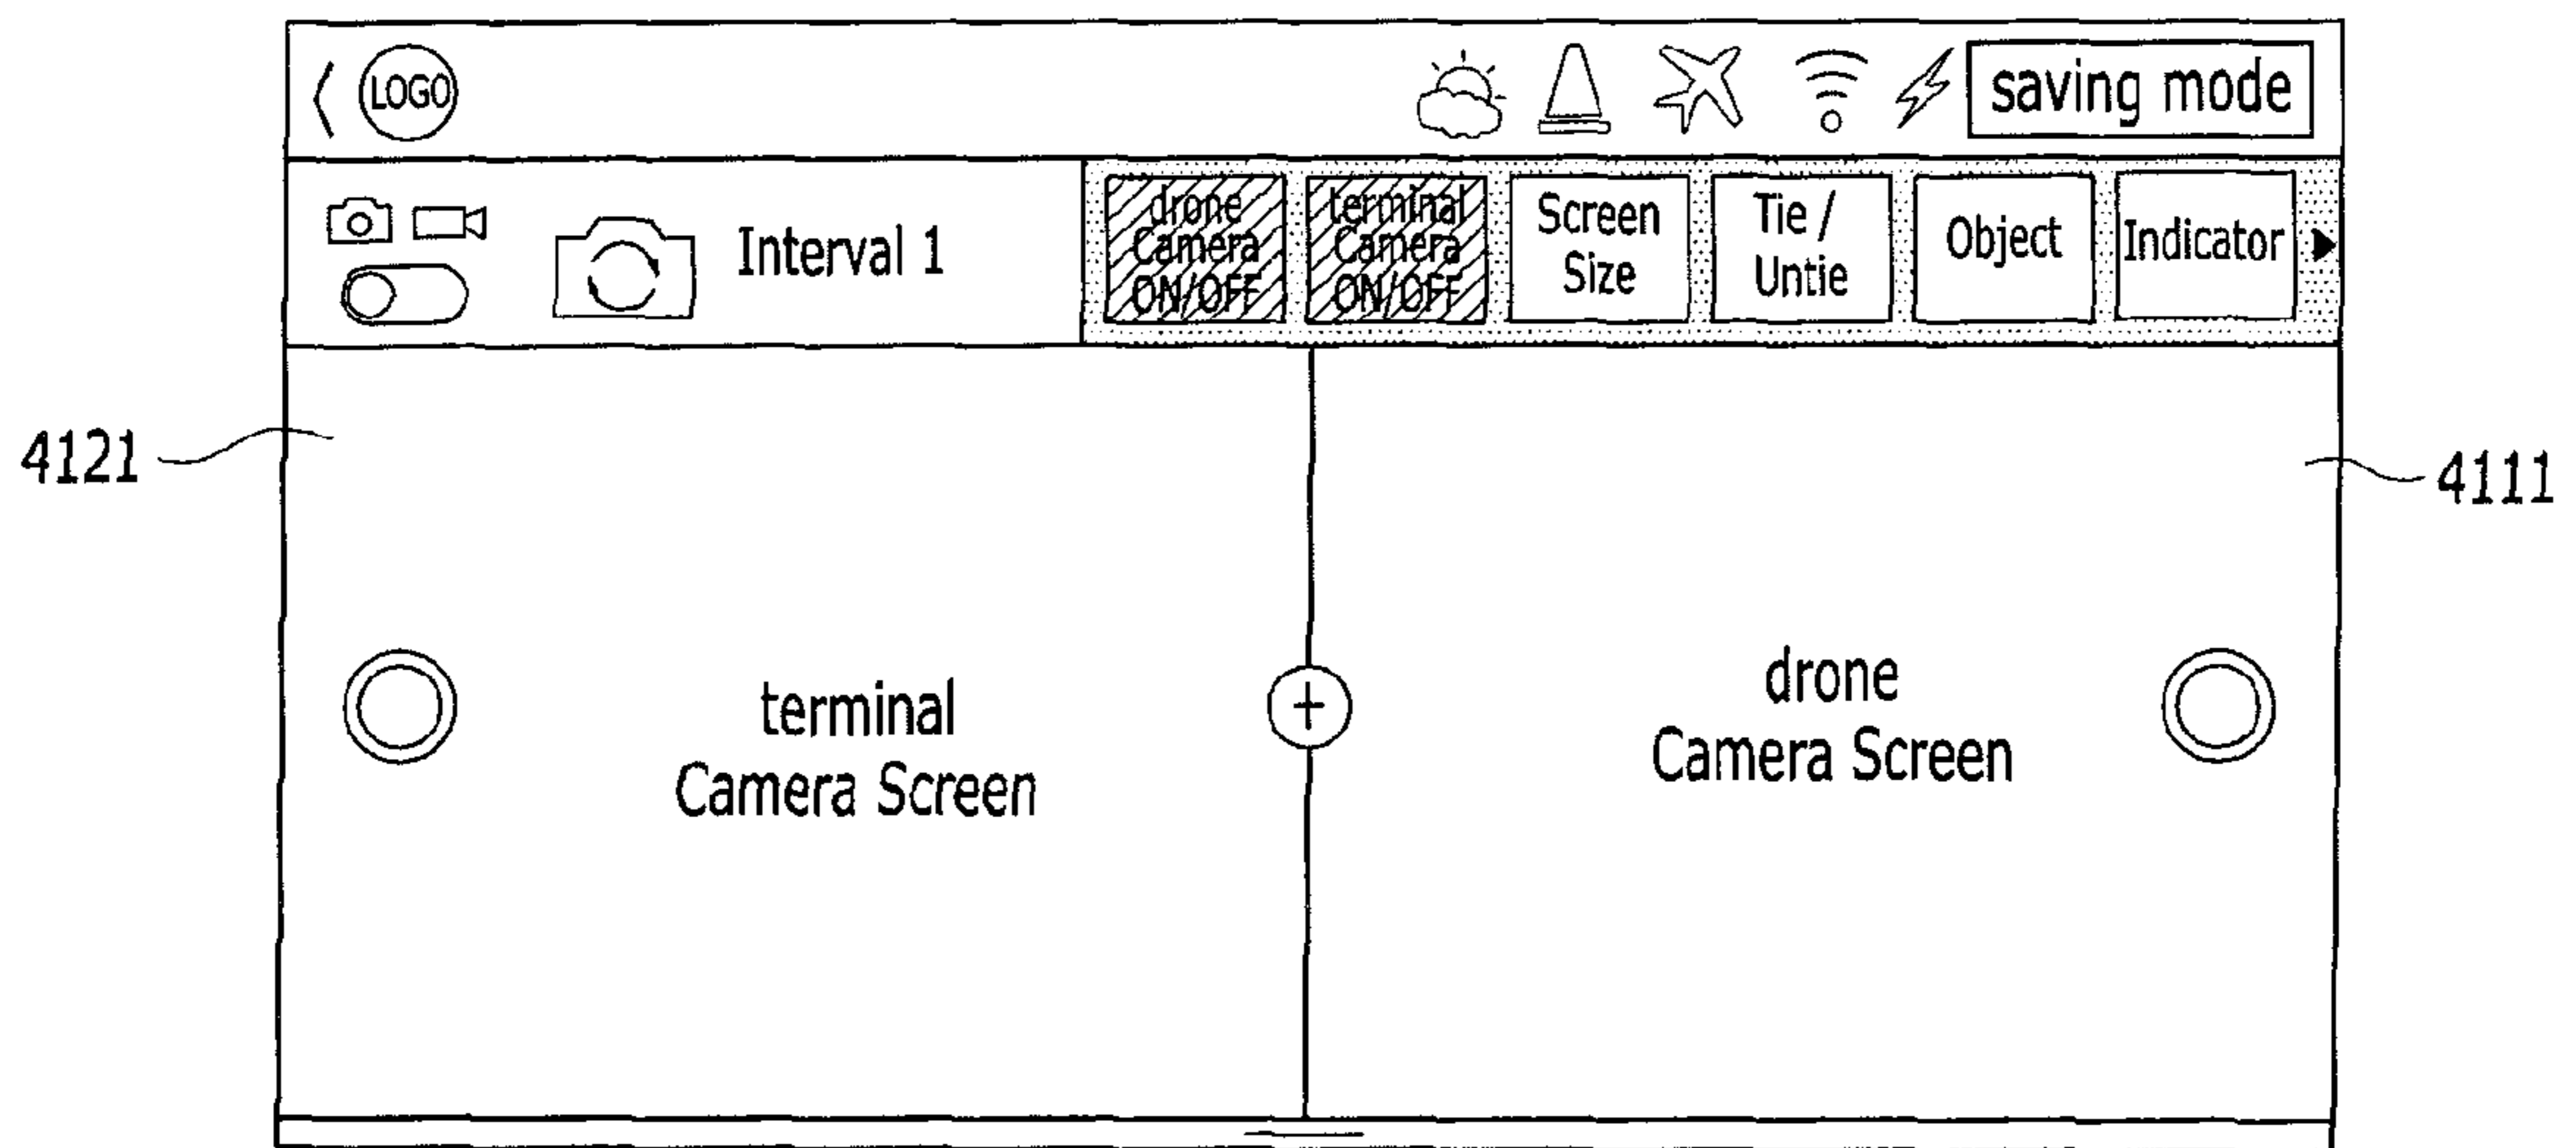 LOGO
saving mode
Interval 1
drone
Camera
ON/OFF
terminal
Camera
ON/OFF
Screen
Size
Tie /
Untie
Object
Indicator
4121
4111
terminal
Camera Screen
drone
Camera Screen